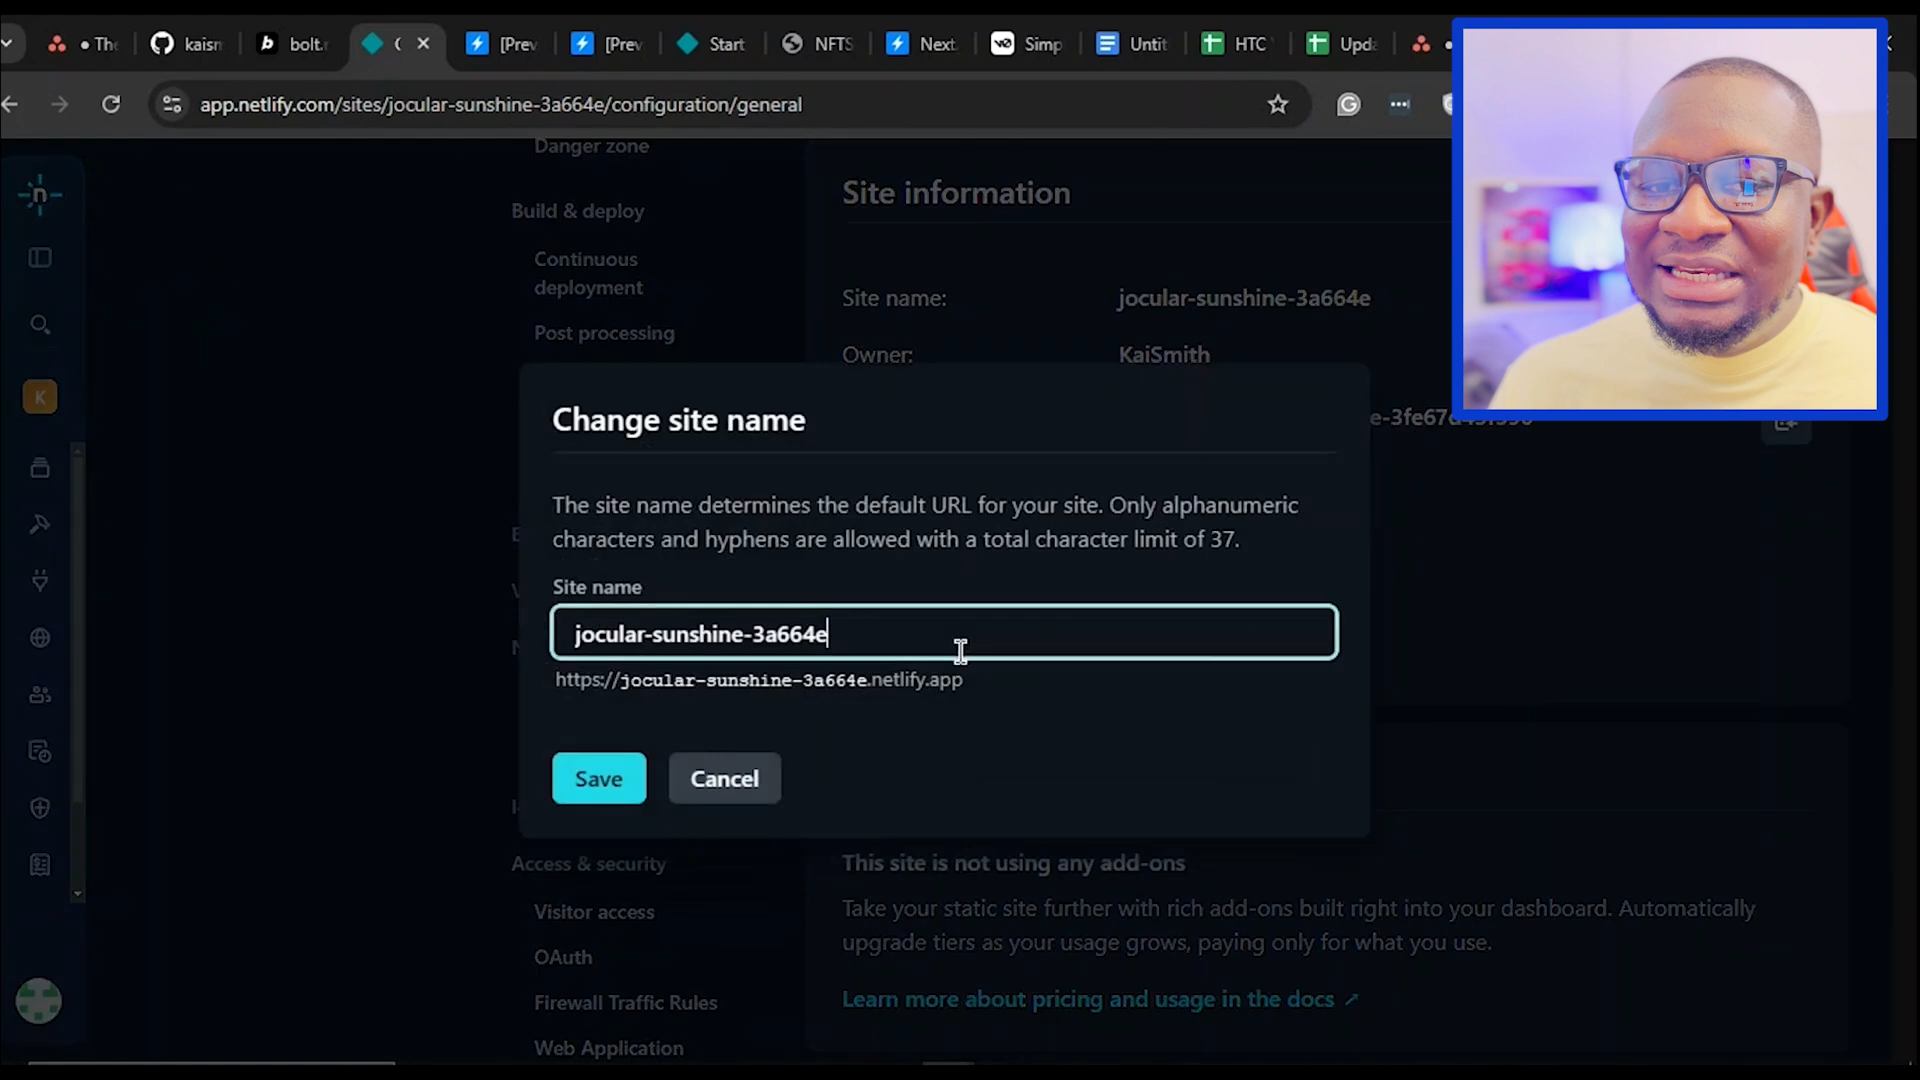 The
kaisn
bolt.
[Prev
[Prev
Start
NFTS
Next.
Simp
Untit
HTC
Upda
app.netlify.com/sites/jocular-sunshine-3a664e/configuration/general
Danger zone
Build & deploy
Continuous
deployment
Post processing
K
Access & security
Visitor access
OAuth
Firewall Traffic Rules
Web Application
Site information
Site name: jocular-sunshine-3a664e
Owner: KaiSmith
Change site name
The site name determines the default URL for your site. Only alphanumeric
characters and hyphens are allowed with a total character limit of 37.
Site name
jocular-sunshine-3a664e
https://jocular-sunshine-3a664e.netlify.app
Save
Cancel
This site is not using any add-ons
Take your static site further with rich add-ons built right into your dashboard. Automatically
upgrade tiers as your usage grows, paying only for what you use.
Learn more about pricing and usage in the docs